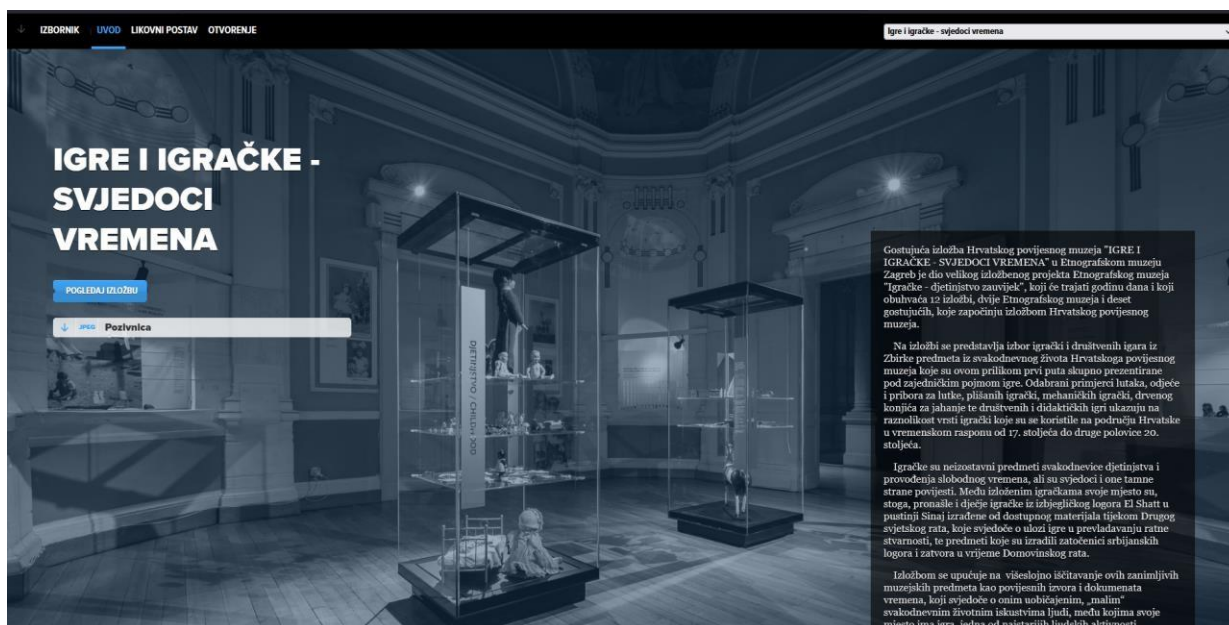 IZBORNIK
UVOD
LIKOVNI POSTAV
OTVORENJE
Igre i igračke - svjedoci vremena
IGRE I IGRAČKE -
SVJEDOCI
VREMENA
POGLEDAJ IZLOŽBU
JPEG Pozivnica
DJETINJSTVO / CHILDHOOD
Gostujuća izložba Hrvatskog povijesnog muzeja "IGRE I
IGRAČKE - SVJEDOCI VREMENA" u Etnografskom muzeju
Zagreb je dio velikog izložbenog projekta Etnografskog muzeja
"Igračke - djetinjstvo zauvijek", koji će trajati godinu dana i koji
obuhvaća 12 izložbi, dvije Etnografskog muzeja i deset
gostujućih, koje započinju izložbom Hrvatskog povijesnog
muzeja.
Na izložbi se predstavlja izbor igrački i društvenih igara iz
Zbirke predmeta iz svakodnevnog života Hrvatskoga povijesnog
muzeja koje su ovom prilikom prvi puta skupno prezentirane
pod zajedničkim pojmom igre. Odabrani primjerci lutaka, odjeće
i pribora za lutke, plišanih igrački, mehaničkih igrački, drvenog
konjića za jahanje te društvenih i didaktičkih igri ukazuju na
raznolikost vrsti igrački koje su se koristile na području Hrvatske
u vremenskom rasponu od 17. stoljeća do druge polovice 20.
stoljeća.
Igračke su neizostavni predmeti svakodnevice djetinjstva i
provođenja slobodnog vremena, ali su svjedoci i one tamne
strane povijesti. Među izloženim igračkama svoje mjesto su,
stoga, pronašle i dječje igračke iz izbjegličkog logora El Shatt u
pustinji Sinaj izrađene od dostupnog materijala tijekom Drugog
svjetskog rata, koje svjedoče o ulozi igre u prevladavanju ratne
stvarnosti, te predmeti koje su izradili zatočenici srbijanskih
logora i zatvora u vrijeme Domovinskog rata.
Izložbom se upućuje na višeslojno iščitavanje ovih zanimljivih
muzejskih predmeta kao povijesnih izvora i dokumenata
vremena, koji svjedoče o onim uobičajenim, „malim“
svakodnevnim životnim iskustvima ljudi, među kojima svoje
mjesto ima igra, jedna od najstarijih ljudskih aktivnosti